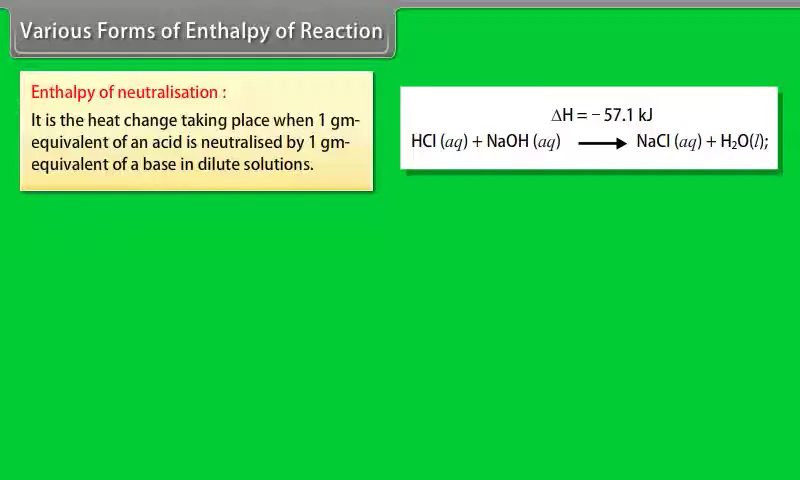 Various Forms of Enthalpy of Reaction
Enthalpy of neutralisation :
It is the heat change taking place when 1 gm-
equivalent of an acid is neutralised by 1 gm-
equivalent of a base in dilute solutions.
ΔH = – 57.1 kJ
HCl (aq) + NaOH (aq) ⟶ NaCl (aq) + H₂O(l);